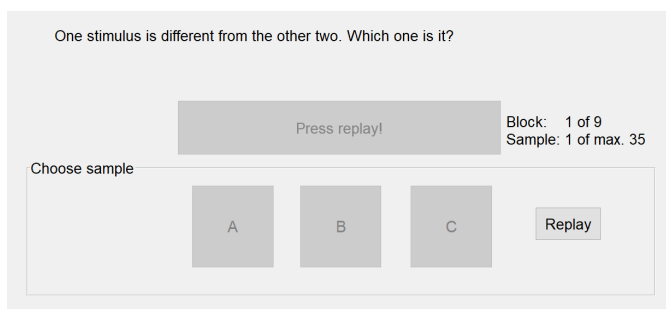 One stimulus is different from the other two. Which one is it?
Press replay!
Block: 1 of 9
Sample: 1 of max. 35
Choose sample
A
B
C
Replay